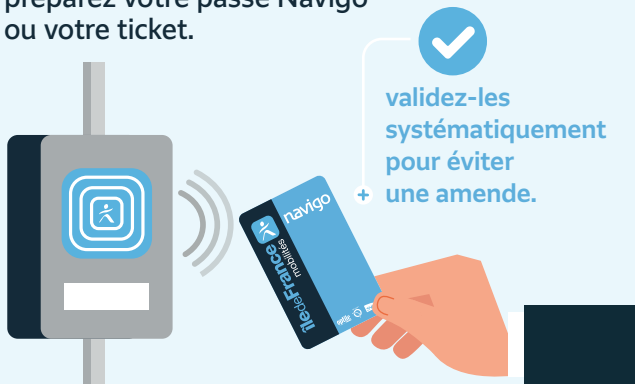 préparez votre passe Navigo
ou votre ticket.
validez-les
systématiquement
pour éviter
une amende.
navigo
îledeFrance
mobilités